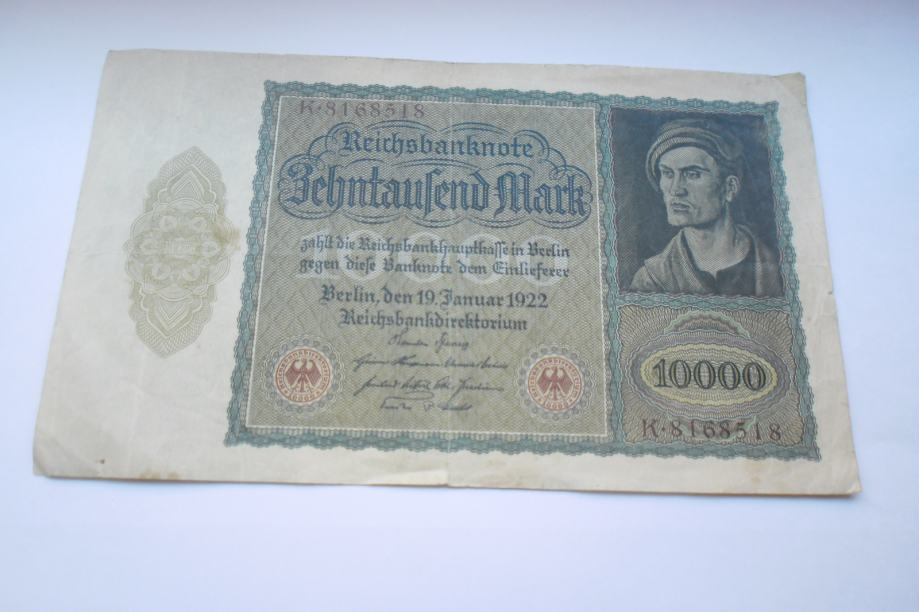 K·8168518
Reichsbanknote
Zehntausend Mark
10000
zahlt die Reichsbankhauptkasse in Berlin
gegen diese Banknote dem Einlieferer
Berlin, den 19. Januar 1922
Reichsbankdirektorium
10000
K·8168518